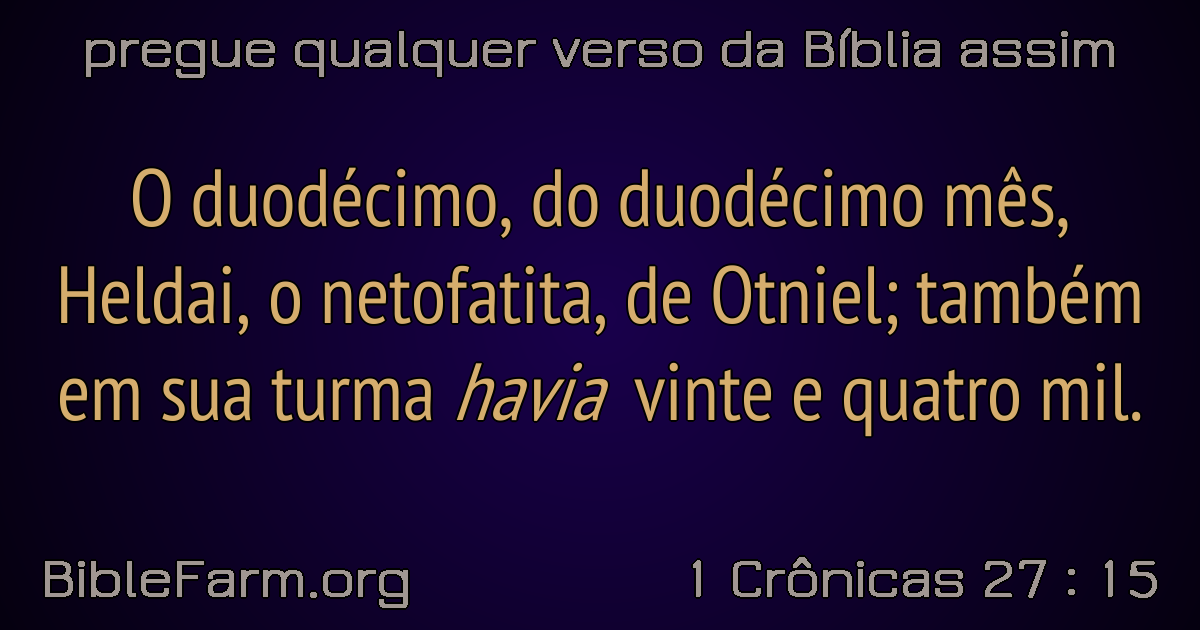 pregue qualquer verso da Bíblia assim
O duodécimo, do duodécimo mês,
Heldai, o netofatita, de Otniel; também
em sua turma havia vinte e quatro mil.
BibleFarm.org
1 Crônicas 27 : 15